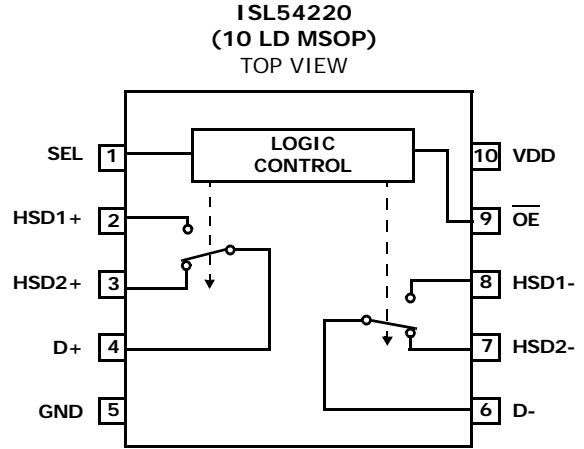 ISL54220
(10 LD MSOP)
TOP VIEW
LOGIC
CONTROL
SEL 1
10 VDD
HSD1+ 2
9 O̅E̅
HSD2+ 3
8 HSD1-
D+ 4
7 HSD2-
GND 5
6 D-